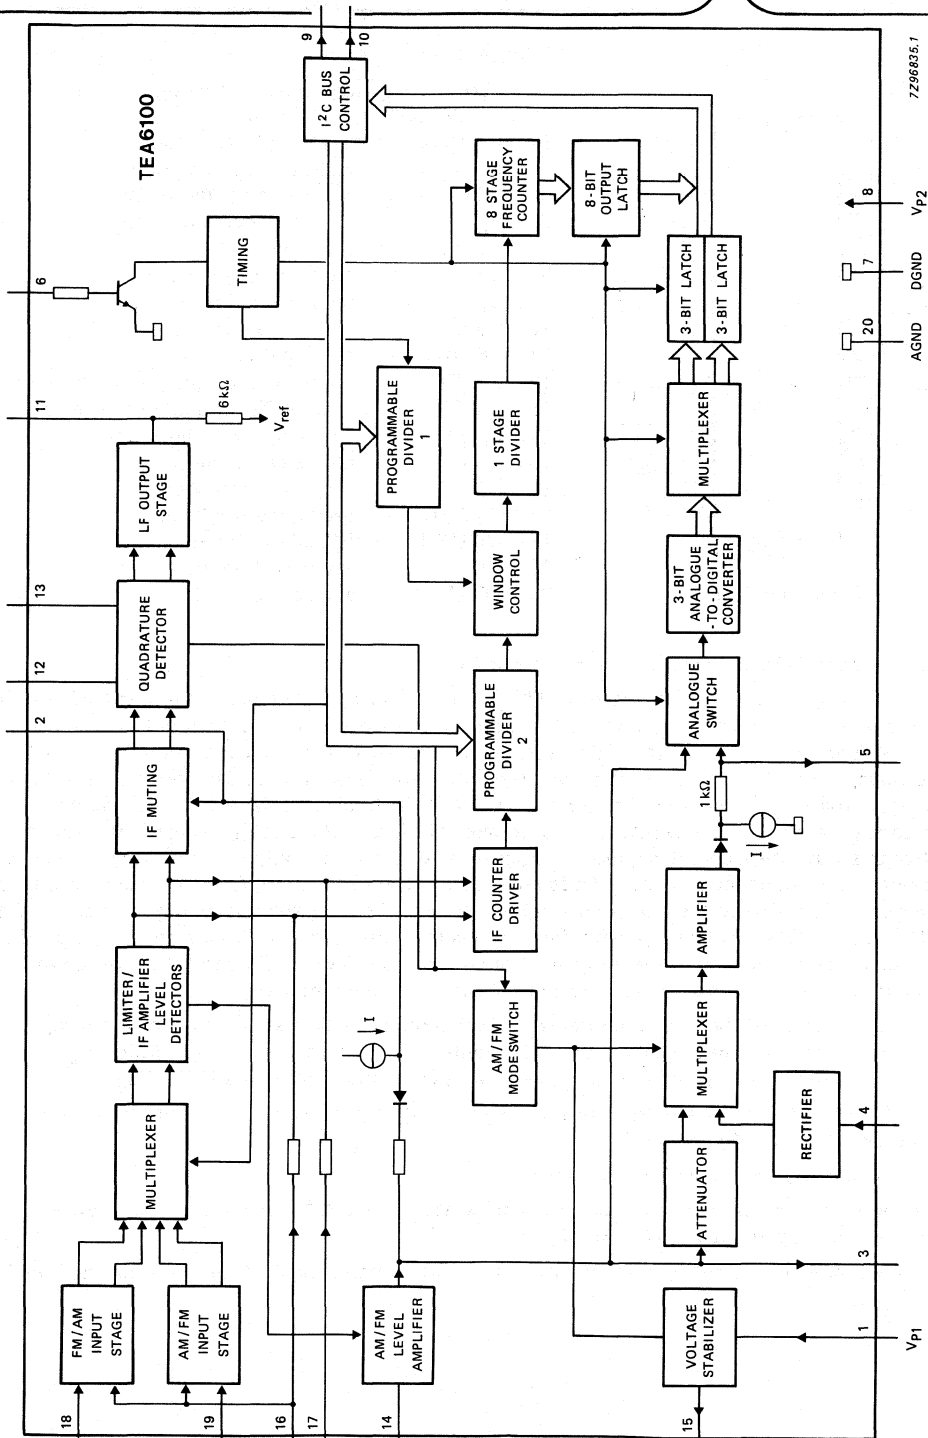 7Z96835.1
TEA6100
9
10
I²C BUS
CONTROL
6
TIMING
8 STAGE
FREQUENCY
COUNTER
8-BIT
OUTPUT
LATCH
8
VP2
7
DGND
20
AGND
3-BIT LATCH
3-BIT LATCH
11
6 kΩ
Vref
LF OUTPUT
STAGE
PROGRAMMABLE
DIVIDER
1
1 STAGE
DIVIDER
MULTIPLEXER
13
12
QUADRATURE
DETECTOR
WINDOW
CONTROL
3-BIT
ANALOGUE
-TO-DIGITAL
CONVERTER
2
IF MUTING
PROGRAMMABLE
DIVIDER
2
ANALOGUE
SWITCH
5
1 kΩ
I
IF COUNTER
DRIVER
AMPLIFIER
LIMITER/
IF AMPLIFIER
LEVEL
DETECTORS
I
AM/FM
MODE SWITCH
MULTIPLEXER
MULTIPLEXER
RECTIFIER
4
ATTENUATOR
3
FM/AM
INPUT
STAGE
AM/FM
INPUT
STAGE
AM/FM
LEVEL
AMPLIFIER
VOLTAGE
STABILIZER
1
VP1
18
19
16
17
14
15